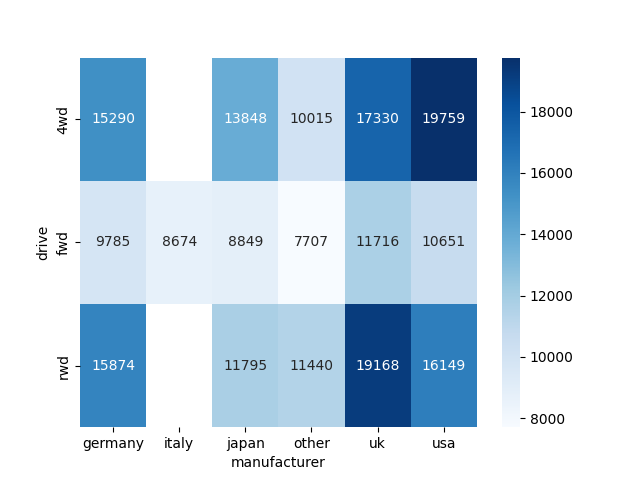 4wd 15290 13848 10015 17330 19759
fwd 9785 8674 8849 7707 11716 10651
rwd 15874 11795 11440 19168 16149
drive
germany italy japan other uk usa
manufacturer
18000
16000
14000
12000
10000
8000